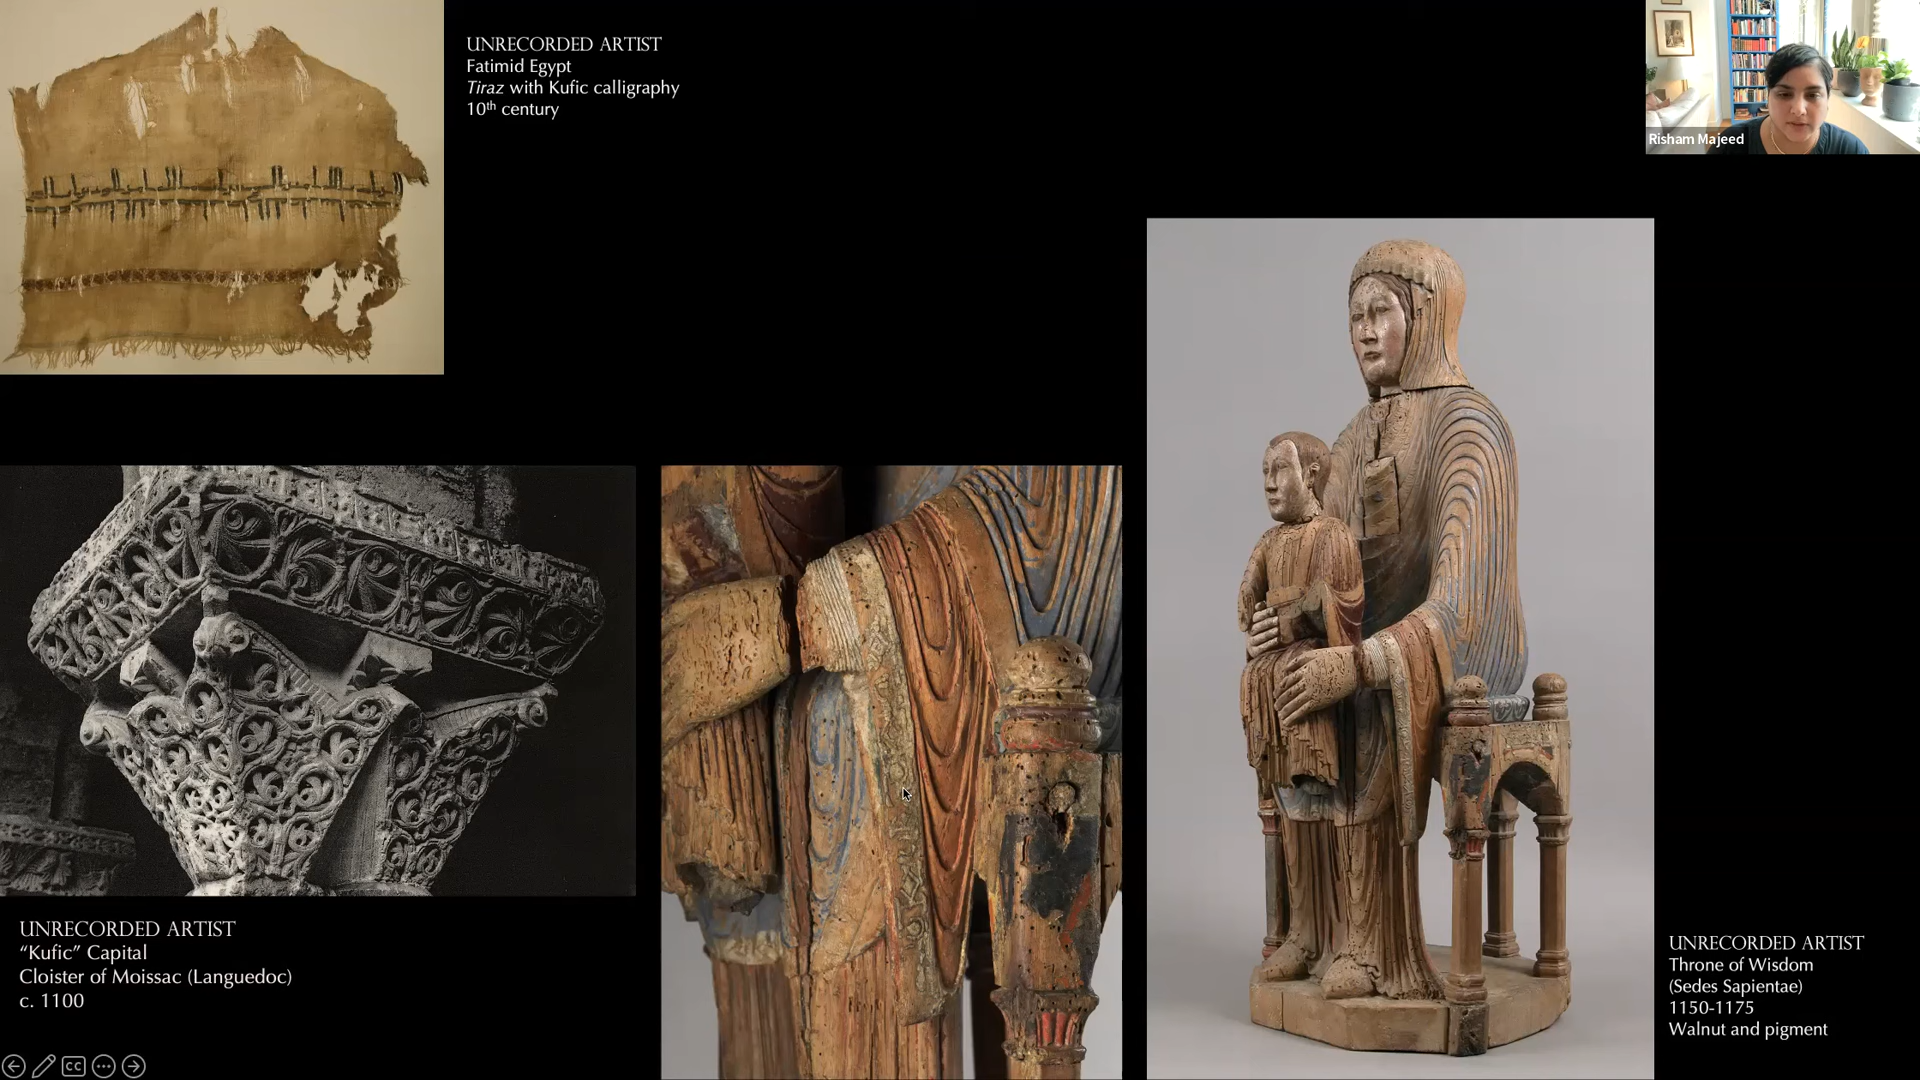 UNRECORDED ARTIST
Fatimid Egypt
Tiraz with Kufic calligraphy
10th century
Risham Majeed
UNRECORDED ARTIST
“Kufic” Capital
Cloister of Moissac (Languedoc)
c. 1100
UNRECORDED ARTIST
Throne of Wisdom
(Sedes Sapientae)
1150-1175
Walnut and pigment
CC